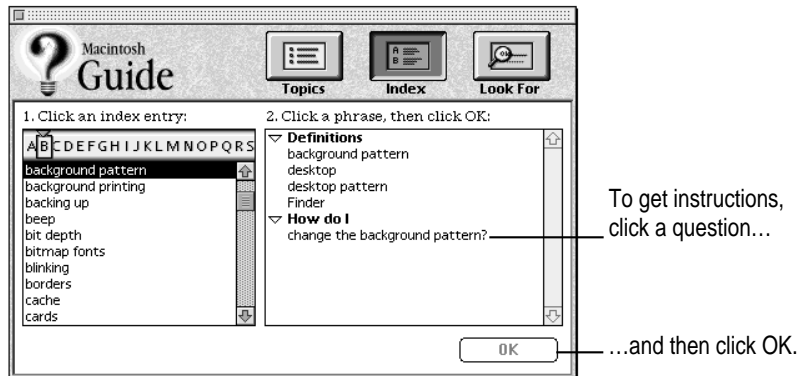 Macintosh
Guide
Topics
Index
Look For
1. Click an index entry:
2. Click a phrase, then click OK:
A B C D E F G H I J K L M N O P Q R S
background pattern
background printing
backing up
beep
bit depth
bitmap fonts
blinking
borders
cache
cards
Definitions
background pattern
desktop
desktop pattern
Finder
How do I
change the background pattern?
OK
To get instructions,
click a question…
…and then click OK.